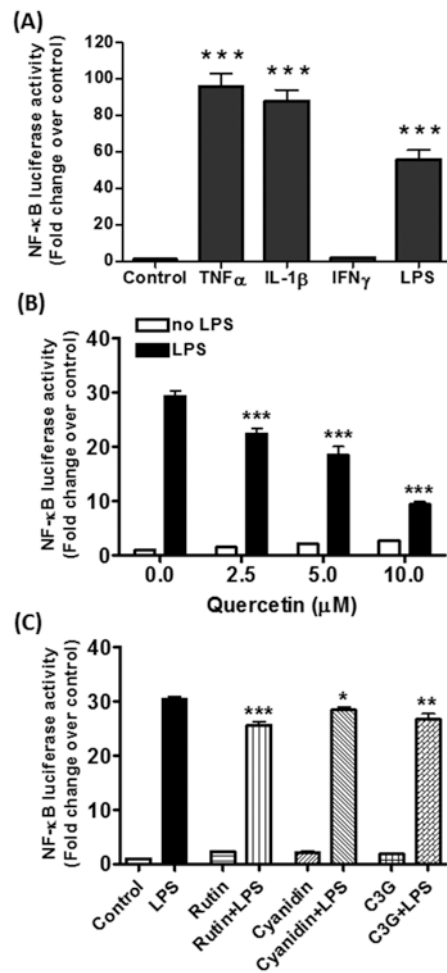 (A)
NF-κB luciferase activity
(Fold change over control)
120
100
80
60
40
20
0
***
***
***
Control TNFα IL-1β IFNγ LPS
(B)
no LPS
LPS
NF-κB luciferase activity
(Fold change over control)
40
30
20
10
0
***
***
***
0.0 2.5 5.0 10.0
Quercetin (μM)
(C)
NF-κB luciferase activity
(Fold change over control)
40
30
20
10
0
***
*
**
Control
LPS
Rutin
Rutin+LPS
Cyanidin
Cyanidin+LPS
C3G
C3G+LPS